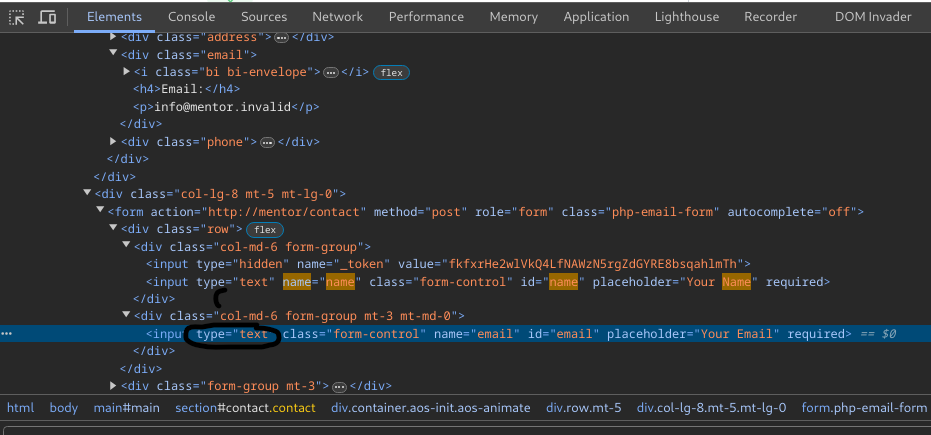 Elements Console Sources Network Performance Memory Application Lighthouse Recorder DOM Invader
<div class="address"> ⋯ </div>
<div class="email">
<i class="bi bi-envelope"> ⋯ </i> flex
<h4>Email:</h4>
<p>info@mentor.invalid</p>
</div>
<div class="phone"> ⋯ </div>
</div>
</div>
<div class="col-lg-8 mt-5 mt-lg-0">
<form action="http://mentor/contact" method="post" role="form" class="php-email-form" autocomplete="off">
<div class="row"> flex
<div class="col-md-6 form-group">
<input type="hidden" name="_token" value="fkfxrHe2wlVkQ4LfNAWzN5rgZdGYRE8bsqahlmTh">
<input type="text" name="name" class="form-control" id="name" placeholder="Your Name" required>
</div>
<div class="col-md-6 form-group mt-3 mt-md-0">
⋯ <input type="text class="form-control" name="email" id="email" placeholder="Your Email" required> == $0
</div>
</div>
<div class="form-group mt-3"> ⋯ </div>
html body main#main section#contact.contact div.container.aos-init.aos-animate div.row.mt-5 div.col-lg-8.mt-5.mt-lg-0 form.php-email-form